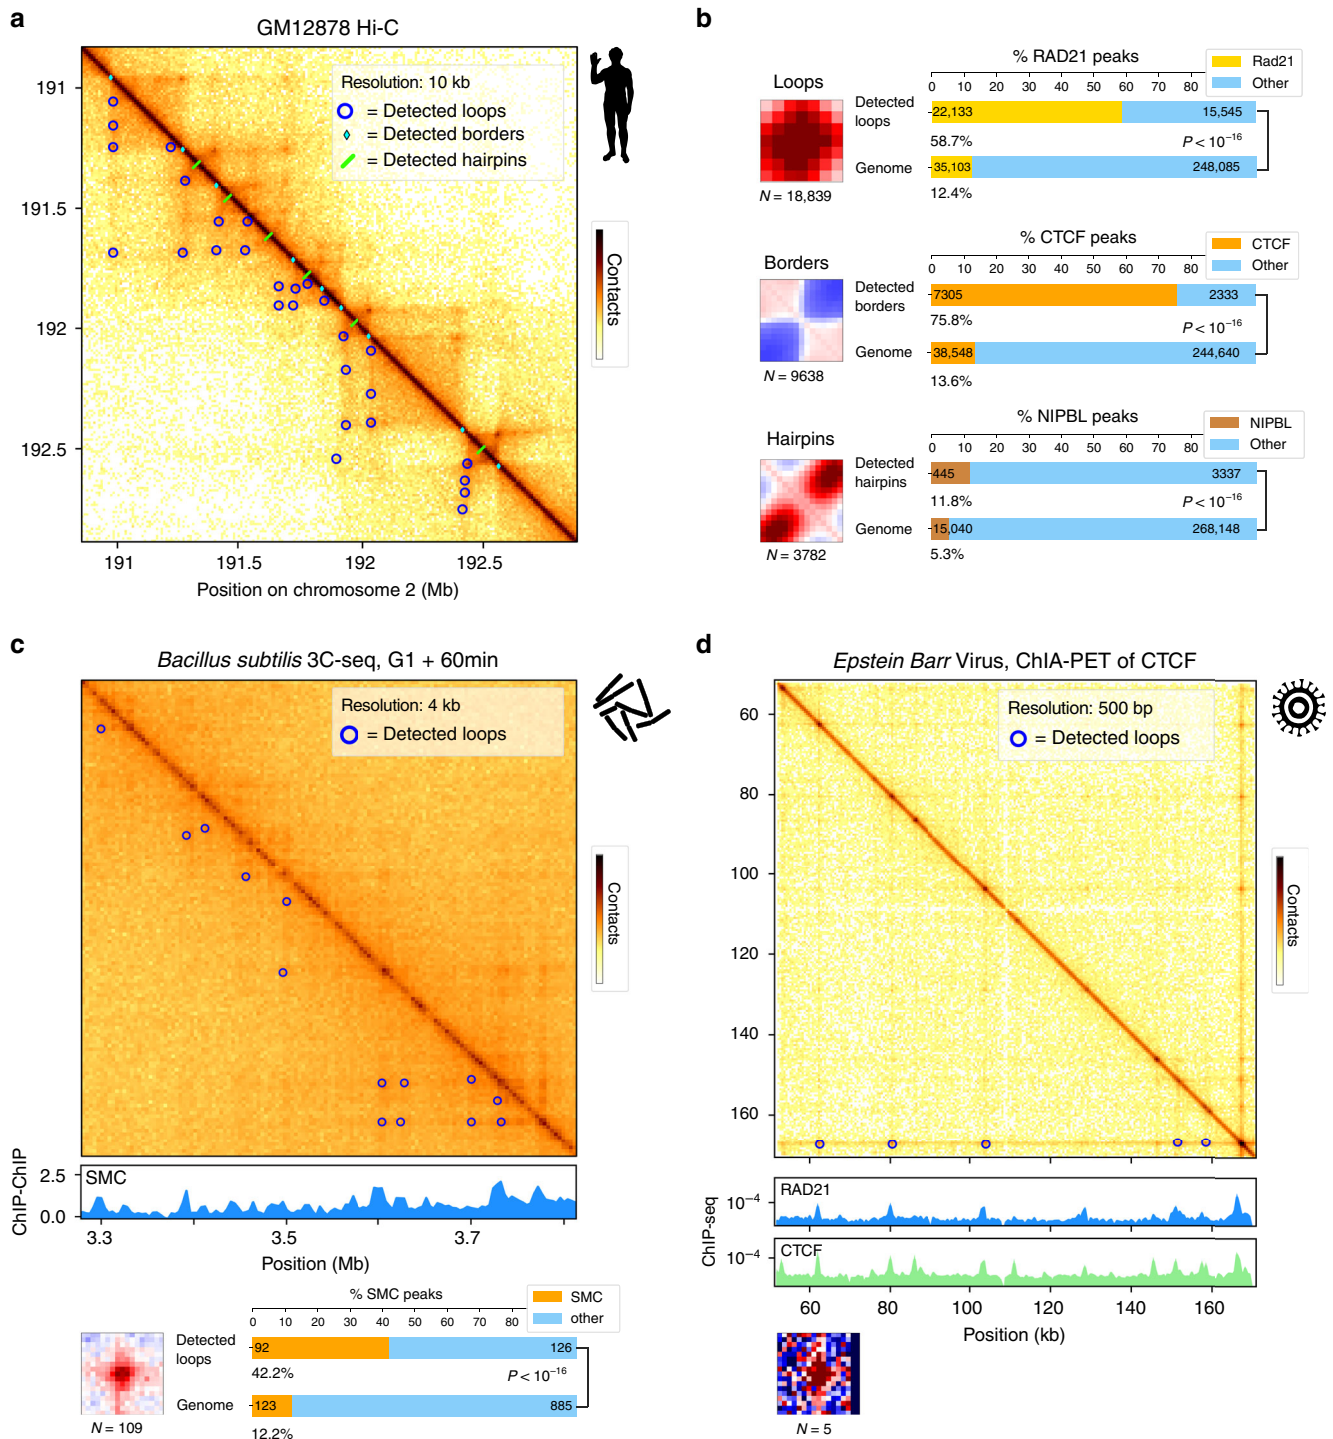 a
GM12878 Hi-C
Resolution: 10 kb
= Detected loops
= Detected borders
= Detected hairpins
191
191.5
192
192.5
191 191.5 192 192.5
Position on chromosome 2 (Mb)
Contacts
b
Loops
N = 18,839
% RAD21 peaks
Rad21
Other
0 10 20 30 40 50 60 70 80
Detected loops
22,133 15,545
58.7% P < 10⁻¹⁶
Genome
35,103 248,085
12.4%
Borders
N = 9638
% CTCF peaks
CTCF
Other
0 10 20 30 40 50 60 70 80
Detected borders
7305 2333
75.8% P < 10⁻¹⁶
Genome
38,548 244,640
13.6%
Hairpins
N = 3782
% NIPBL peaks
NIPBL
Other
0 10 20 30 40 50 60 70 80
Detected hairpins
445 3337
11.8% P < 10⁻¹⁶
Genome
15,040 268,148
5.3%
c
Bacillus subtilis 3C-seq, G1 + 60min
Resolution: 4 kb
= Detected loops
Contacts
ChIP-ChIP
2.5
0.0
SMC
3.3 3.5 3.7
Position (Mb)
% SMC peaks
SMC
other
0 10 20 30 40 50 60 70 80
Detected loops
92 126
42.2% P < 10⁻¹⁶
Genome
123 885
12.2%
N = 109
d
Epstein Barr Virus, ChIA-PET of CTCF
Resolution: 500 bp
= Detected loops
60
80
100
120
140
160
Contacts
ChIP-seq
10⁻⁴
RAD21
10⁻⁴
CTCF
60 80 100 120 140 160
Position (kb)
N = 5